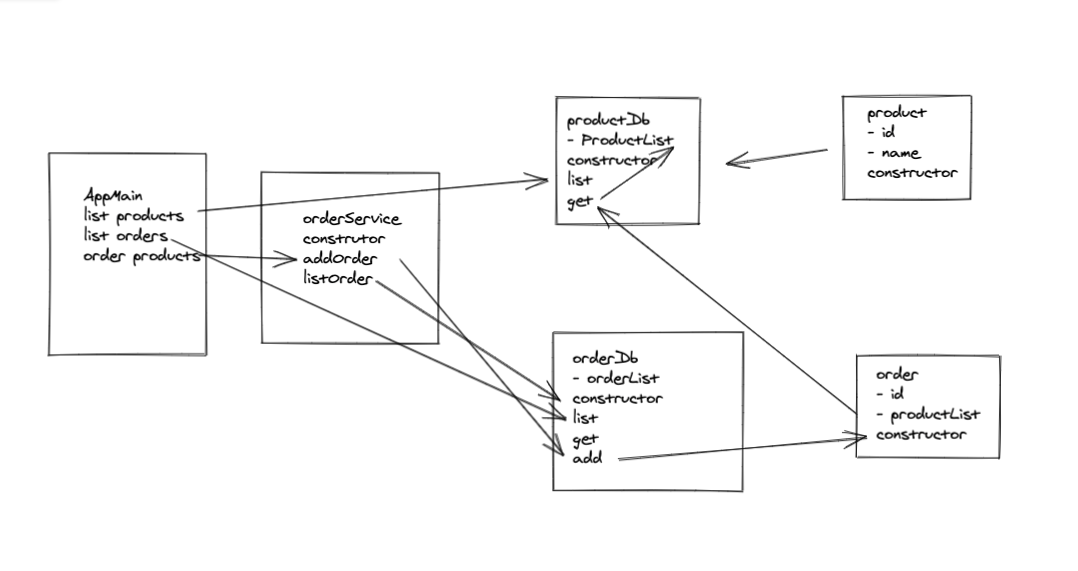 AppMain
list products
list orders
order products
orderService
construtor
addOrder
listOrder
productDb
- ProductList
constructor
list
get
product
- id
- name
constructor
orderDb
- orderList
constructor
list
get
add
order
- id
- productList
constructor